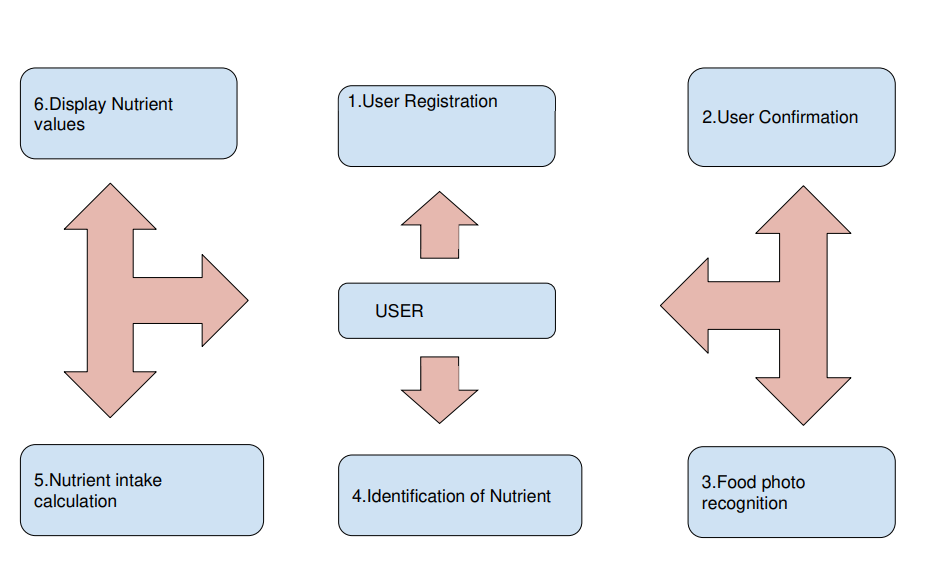 6.Display Nutrient
values
1.User Registration
2.User Confirmation
USER
5.Nutrient intake
calculation
4.Identification of Nutrient
3.Food photo
recognition